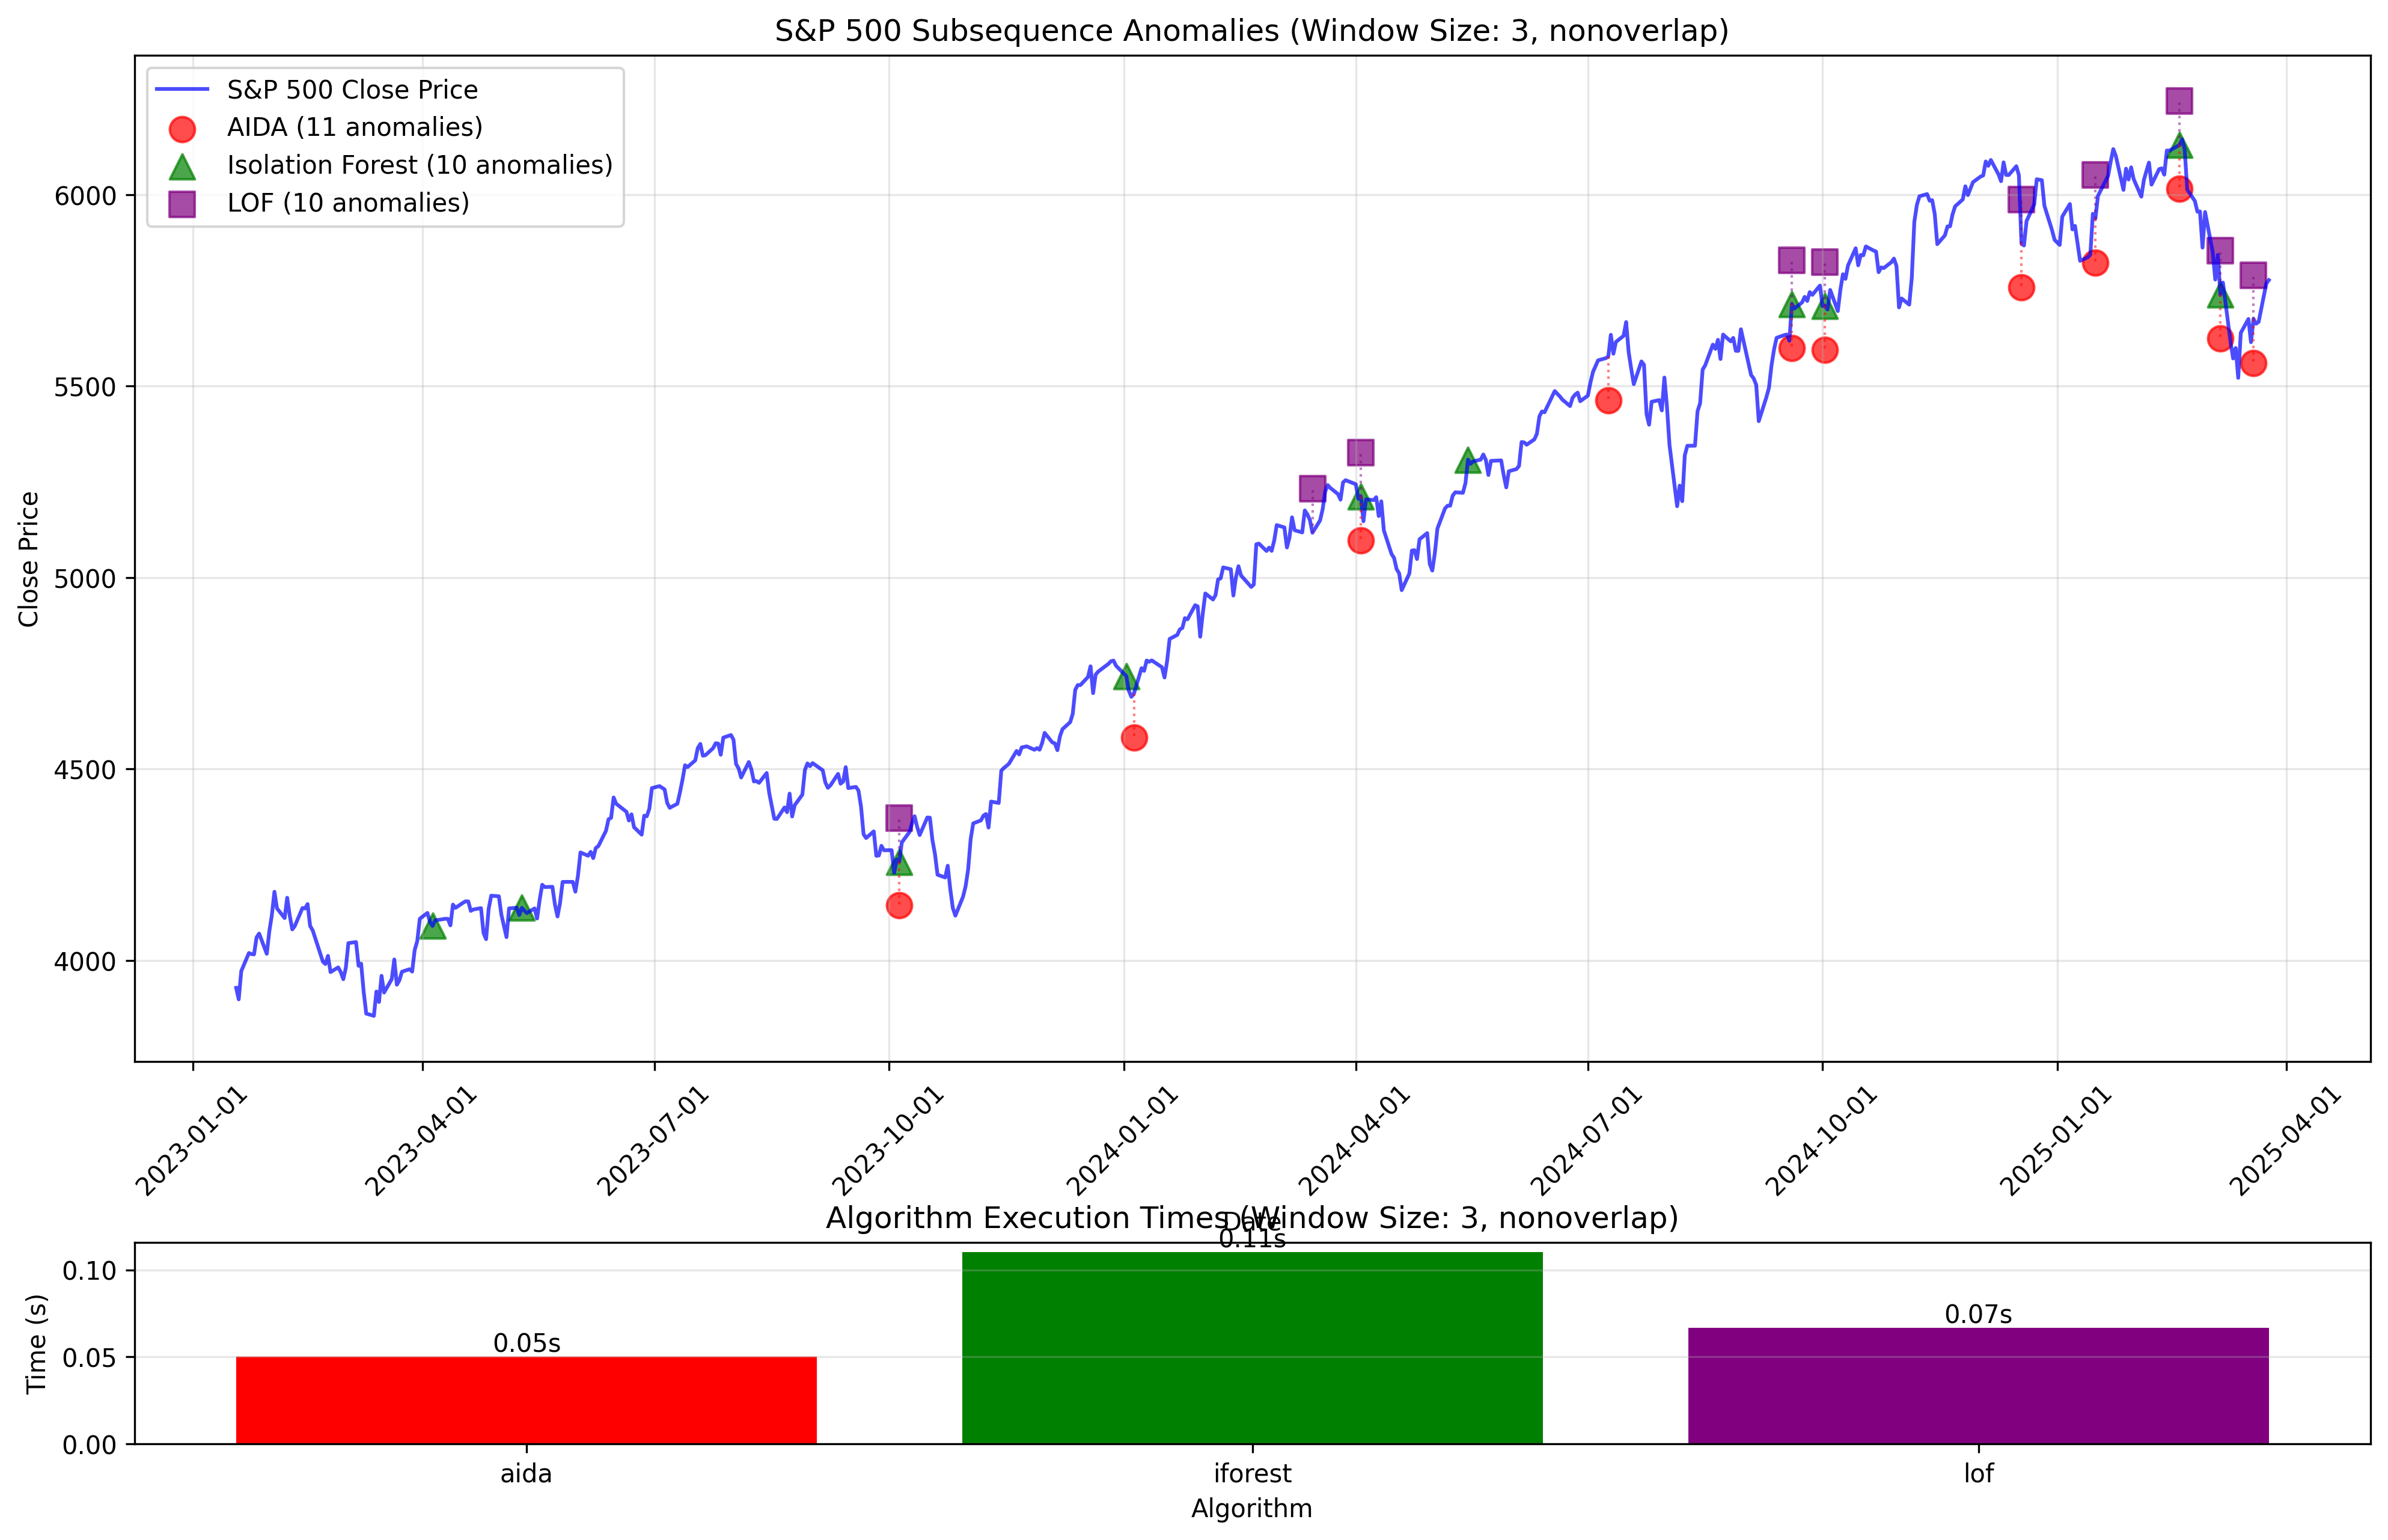 S&P 500 Subsequence Anomalies (Window Size: 3, nonoverlap)
S&P 500 Close Price
AIDA (11 anomalies)
Isolation Forest (10 anomalies)
LOF (10 anomalies)
Close Price
6000
5500
5000
4500
4000
2023-01-01
2023-04-01
2023-07-01
2023-10-01
2024-01-01
2024-04-01
2024-07-01
2024-10-01
2025-01-01
2025-04-01
Date
Algorithm Execution Times (Window Size: 3, nonoverlap)
Time (s)
0.10
0.05
0.00
0.05s
0.11s
0.07s
aida
iforest
lof
Algorithm